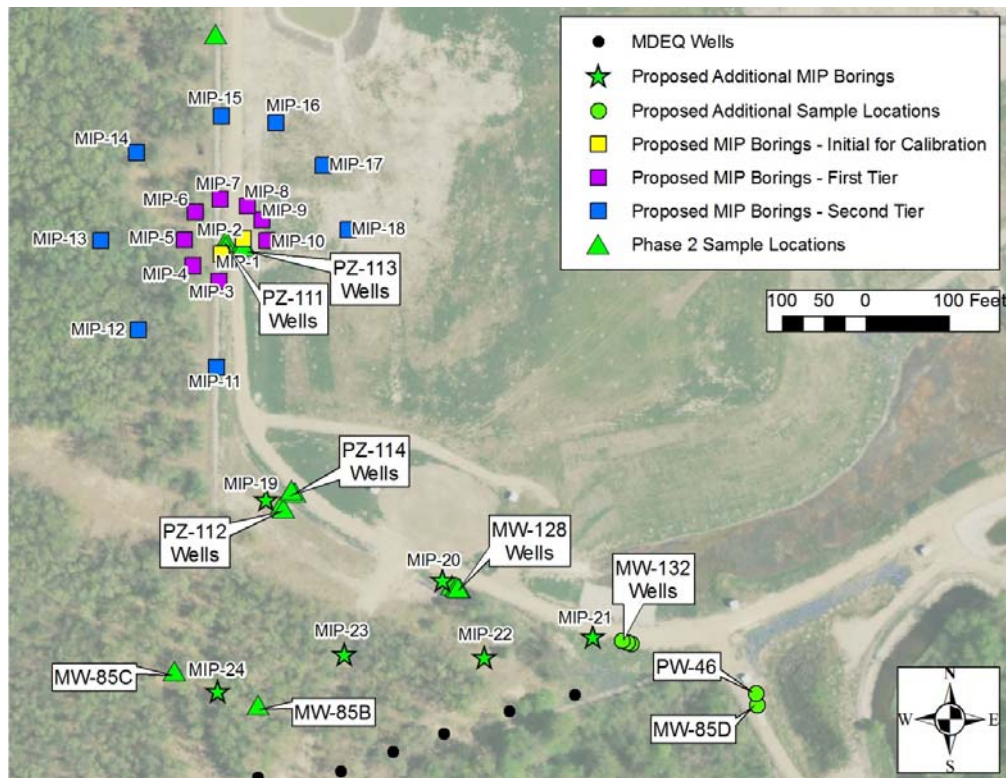 MDEQ Wells
Proposed Additional MIP Borings
Proposed Additional Sample Locations
Proposed MIP Borings - Initial for Calibration
Proposed MIP Borings - First Tier
Proposed MIP Borings - Second Tier
Phase 2 Sample Locations
100 50 0 100 Feet
MIP-15
MIP-16
MIP-14
MIP-17
MIP-7
MIP-8
MIP-6
MIP-9
MIP-2
MIP-18
MIP-13
MIP-5
MIP-10
MIP-1
MIP-4
MIP-3
PZ-113
Wells
PZ-111
Wells
MIP-12
MIP-11
PZ-114
Wells
MIP-19
PZ-112
Wells
MW-128
Wells
MIP-20
MW-132
Wells
MIP-21
MIP-23
MIP-22
MW-85C
MIP-24
MW-85B
PW-46
MW-85D
N
W E
S